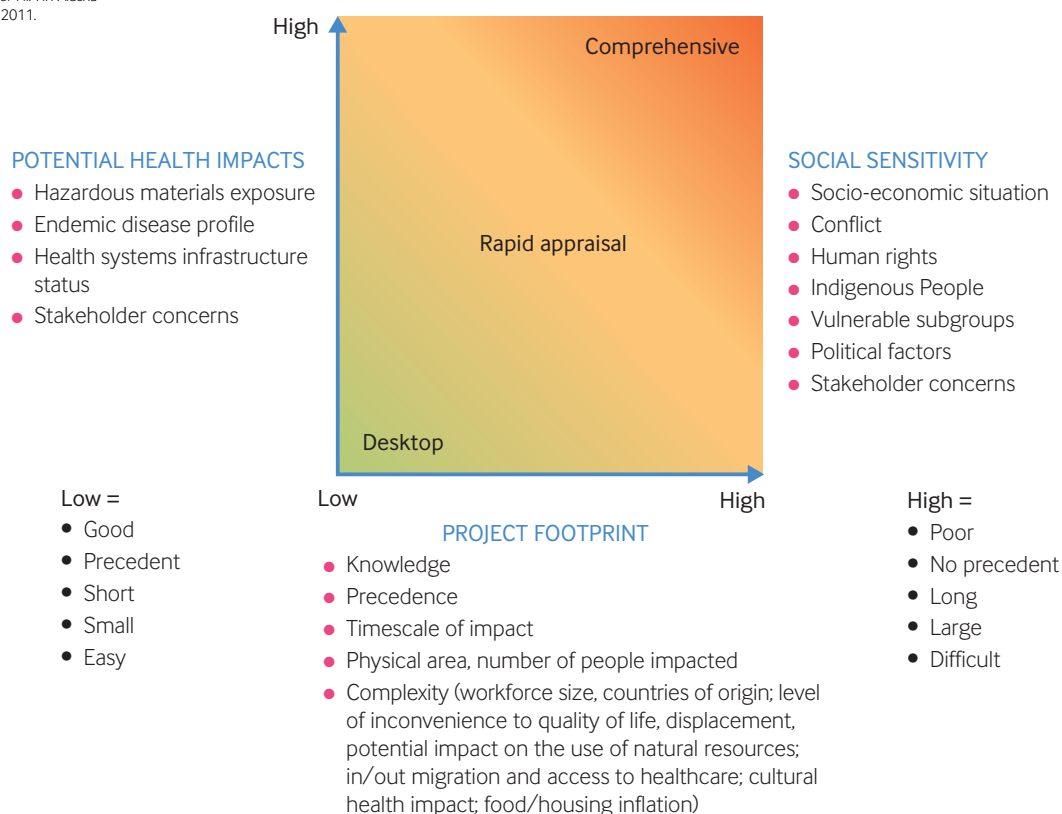 2011.
High
Comprehensive
POTENTIAL HEALTH IMPACTS
Hazardous materials exposure
Endemic disease profile
Health systems infrastructure
status
Stakeholder concerns
SOCIAL SENSITIVITY
Socio-economic situation
Conflict
Human rights
Indigenous People
Vulnerable subgroups
Political factors
Stakeholder concerns
Rapid appraisal
Desktop
Low
High
Low =
Good
Precedent
Short
Small
Easy
PROJECT FOOTPRINT
Knowledge
Precedence
Timescale of impact
Physical area, number of people impacted
Complexity (workforce size, countries of origin; level
of inconvenience to quality of life, displacement,
potential impact on the use of natural resources;
in/out migration and access to healthcare; cultural
health impact; food/housing inflation)
High =
Poor
No precedent
Long
Large
Difficult